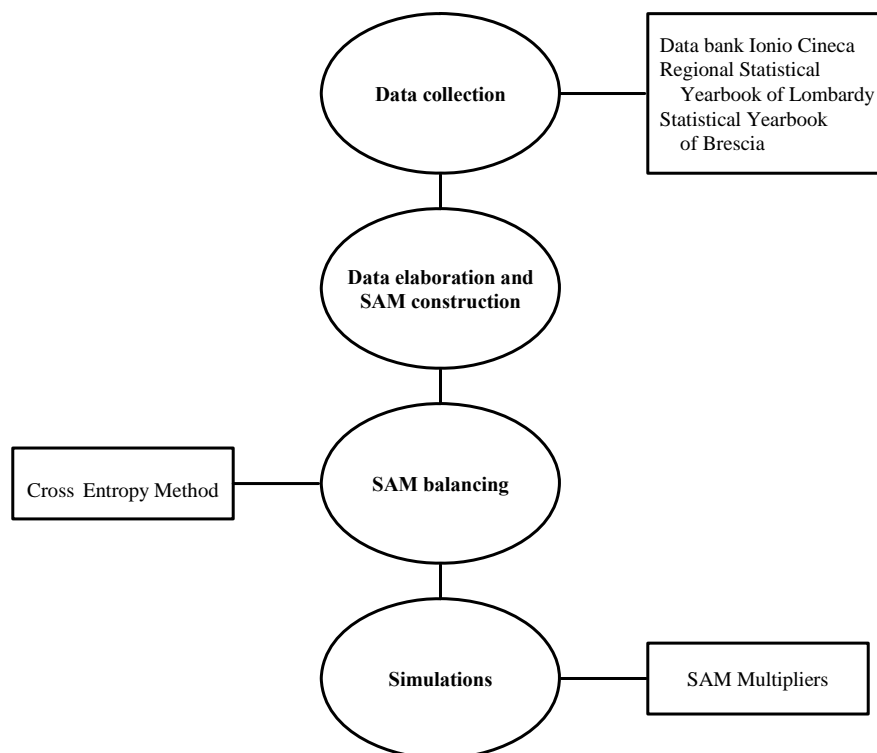 Data collection
Data bank Ionio Cineca
Regional Statistical
Yearbook of Lombardy
Statistical Yearbook
of Brescia
Data elaboration and
SAM construction
Cross Entropy Method
SAM balancing
Simulations
SAM Multipliers